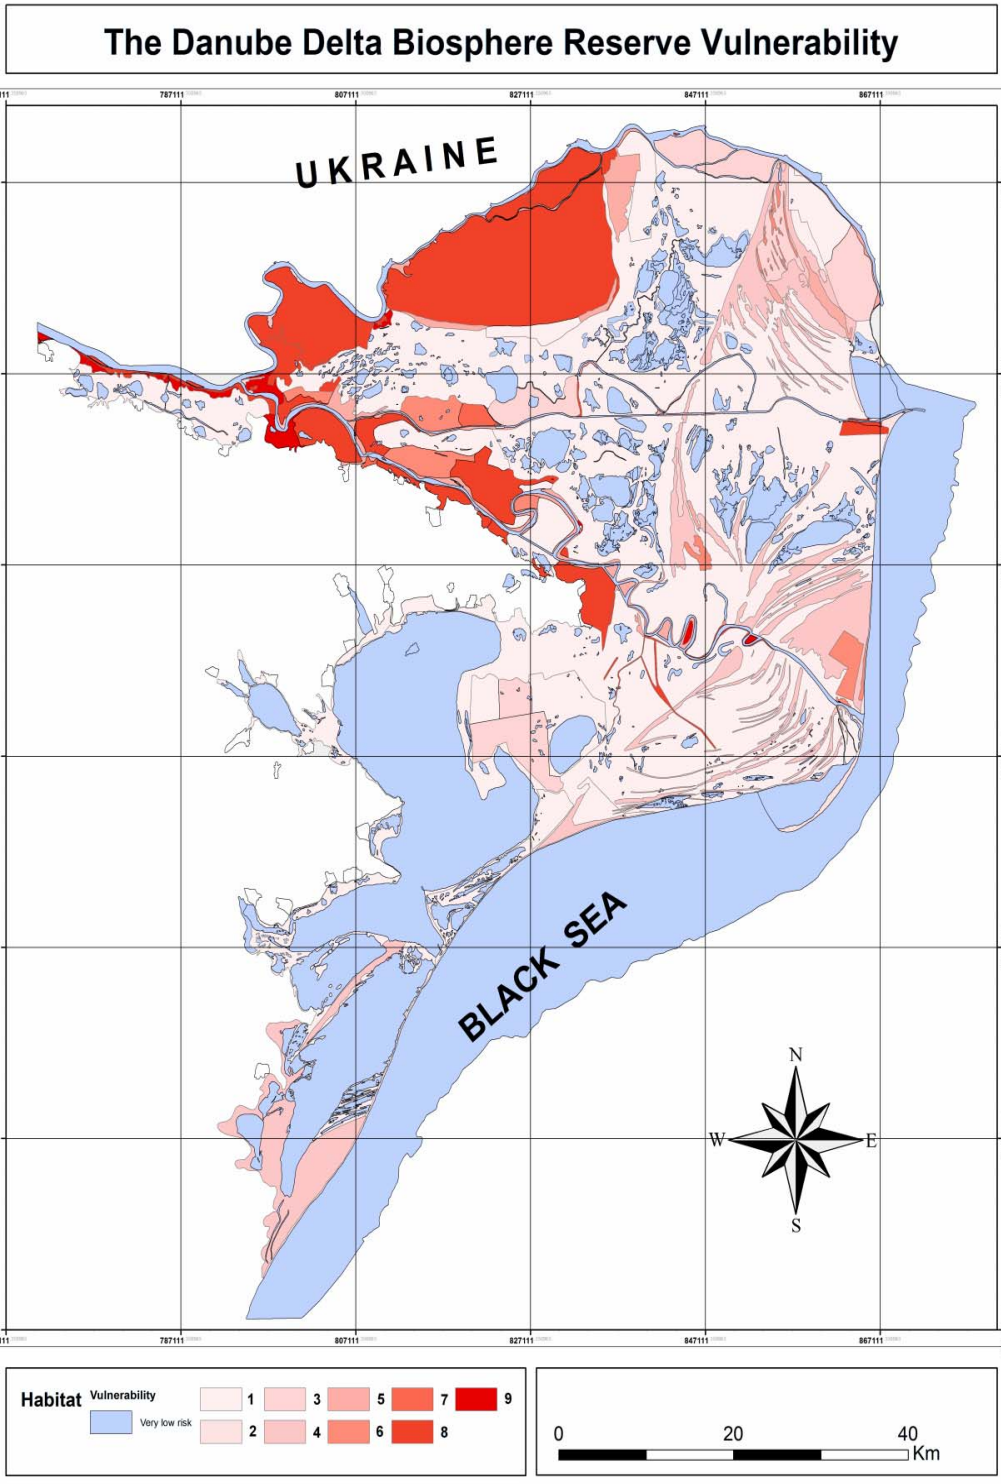 The Danube Delta Biosphere Reserve Vulnerability
787111 807111 827111 847111 867111
UKRAINE
BLACK SEA
N
W E
S
787111 807111 827111 847111 867111
Habitat Vulnerability
Very low risk
1 3 5 7 9
2 4 6 8
0 20 40
Km